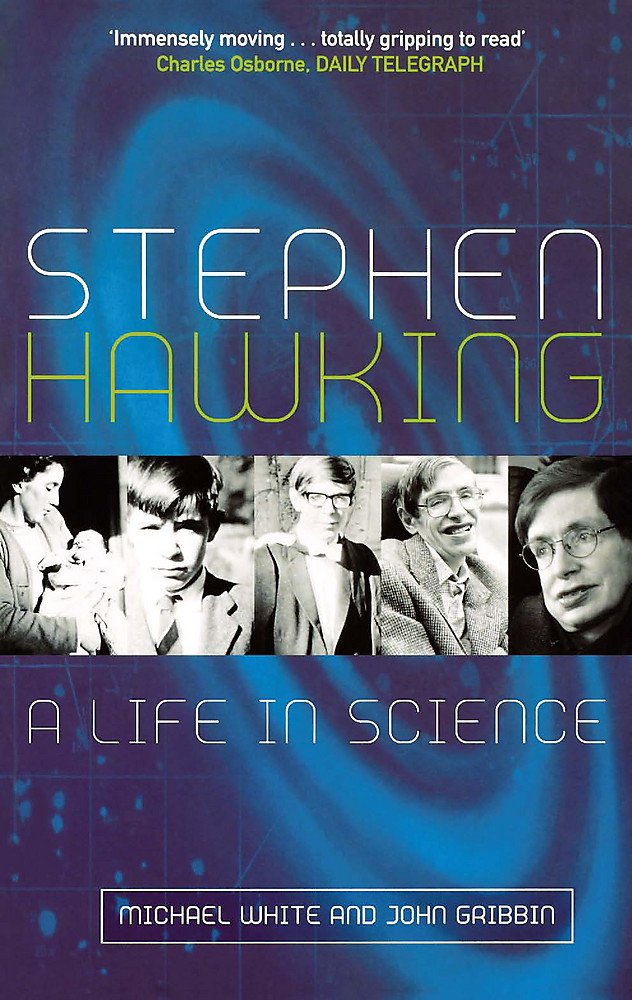 ‘Immensely moving . . . totally gripping to read’
Charles Osborne, DAILY TELEGRAPH
STEPHEN
HAWKING
A LIFE IN SCIENCE
MICHAEL WHITE AND JOHN GRIBBIN